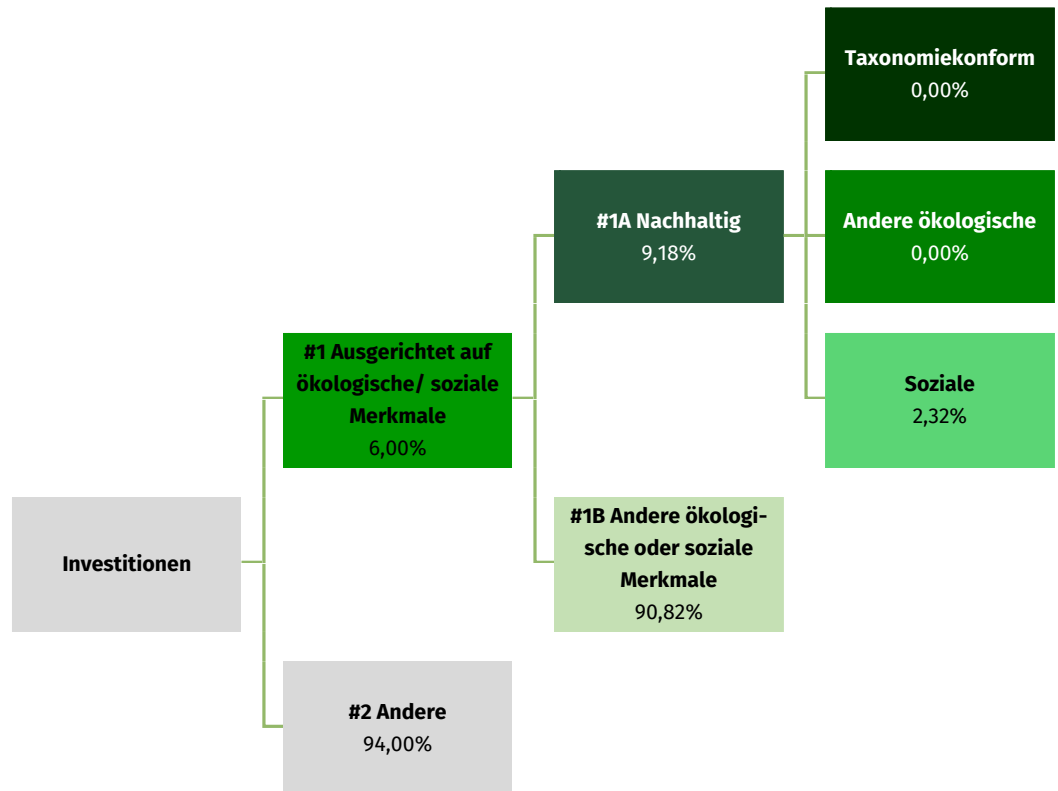 Taxonomiekonform
0,00%
#1A Nachhaltig
9,18%
Andere ökologische
0,00%
#1 Ausgerichtet auf
ökologische/ soziale
Merkmale
6,00%
Soziale
2,32%
Investitionen
#1B Andere ökologi-
sche oder soziale
Merkmale
90,82%
#2 Andere
94,00%